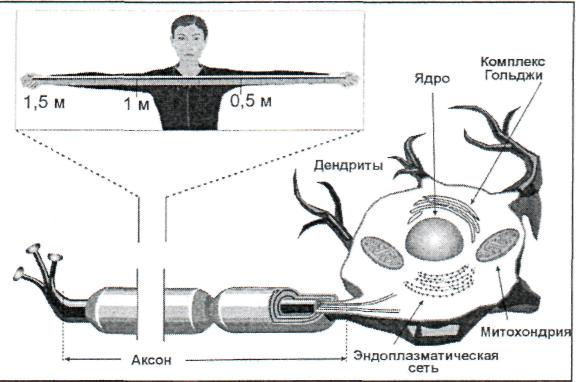 1,5 м
1 м
0,5 м
Комплекс
Гольджи
Ядро
Дендриты
Митохондрия
Эндоплазматическая
сеть
Аксон